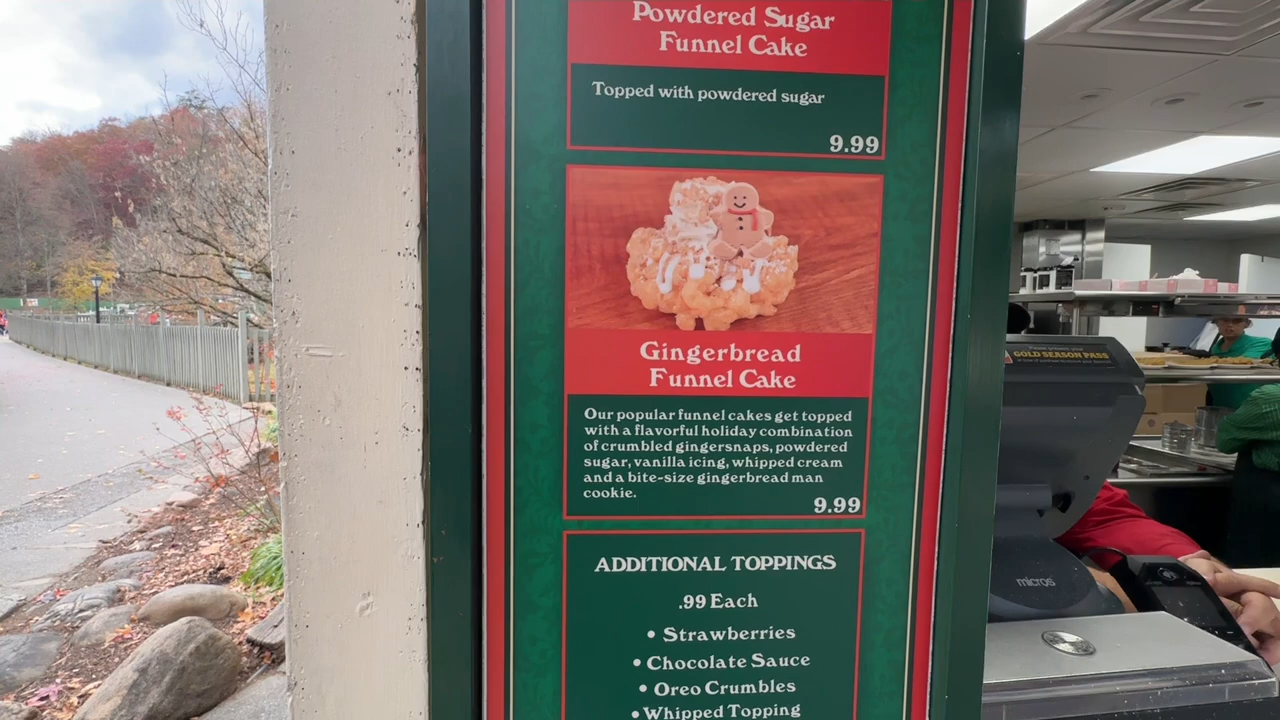 Powdered Sugar
Funnel Cake
Topped with powdered sugar
9.99
Gingerbread
Funnel Cake
Our popular funnel cakes get topped
with a flavorful holiday combination
of crumbled gingersnaps, powdered
sugar, vanilla icing, whipped cream
and a bite-size gingerbread man
cookie.
9.99
ADDITIONAL TOPPINGS
.99 Each
• Strawberries
• Chocolate Sauce
• Oreo Crumbles
• Whipped Topping
GOLD SEASON PASS
micros